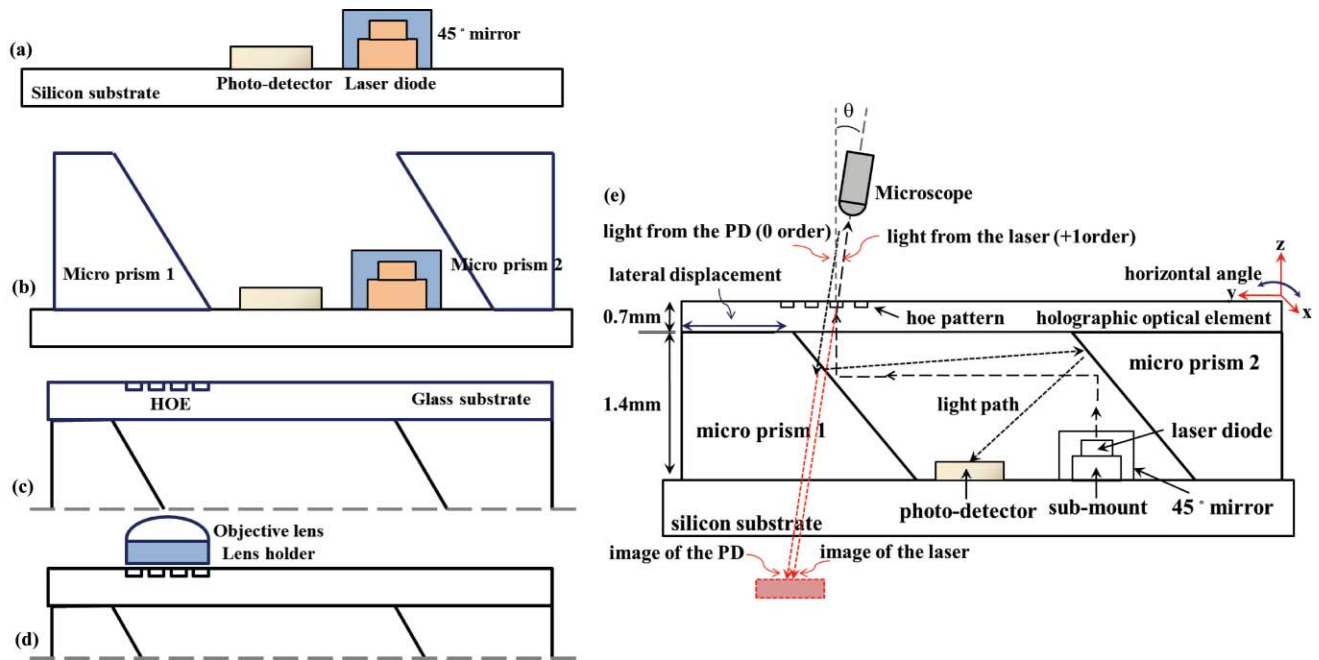 (a)
45° mirror
Photo-detector
Laser diode
Silicon substrate
(b)
Micro prism 1
Micro prism 2
HOE
Glass substrate
(c)
Objective lens
Lens holder
(d)
(e)
θ
Microscope
light from the PD (0 order)
light from the laser (+1order)
lateral displacement
horizontal angle
z
y
x
0.7mm
hoe pattern
holographic optical element
1.4mm
micro prism 1
micro prism 2
light path
laser diode
photo-detector
sub-mount
45° mirror
silicon substrate
image of the PD
image of the laser